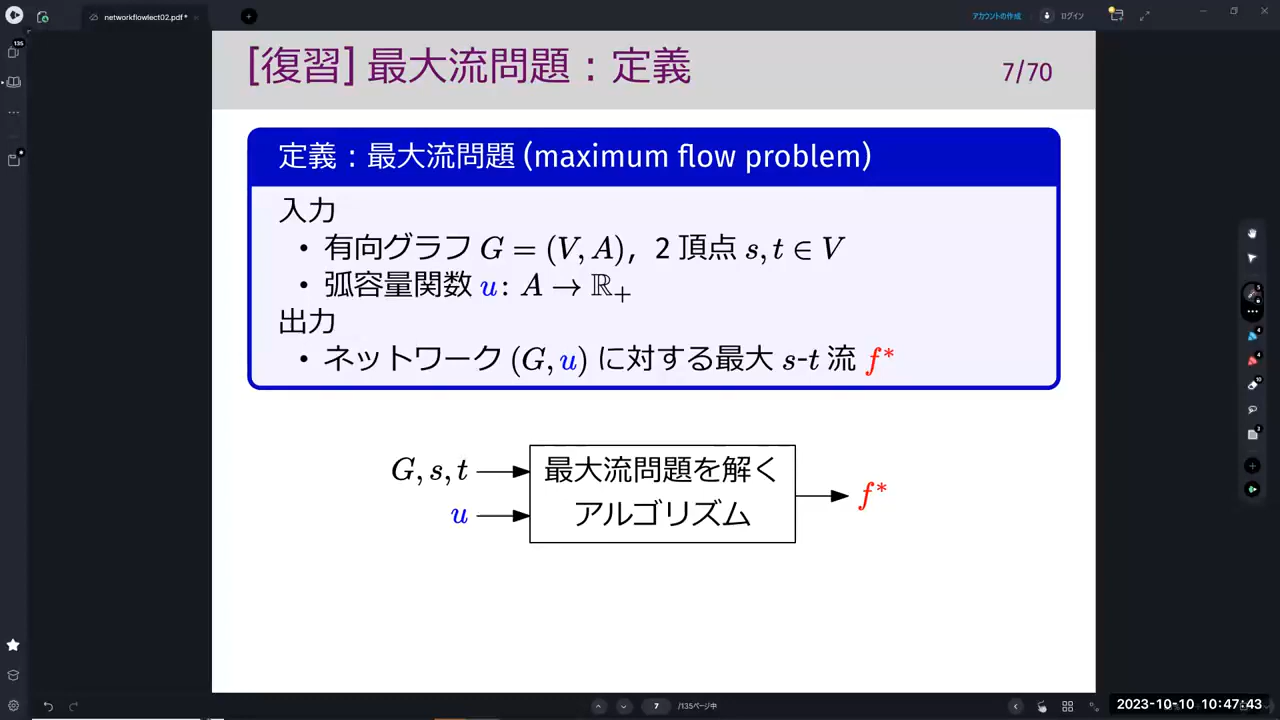 networkflowlect02.pdf *
アカウントの作成
ログイン
135
[復習] 最大流問題：定義
7/70
定義：最大流問題 (maximum flow problem)
入力
• 有向グラフ G = (V, A)，2 頂点 s, t ∈ V
• 弧容量関数 u: A → ℝ₊
出力
• ネットワーク (G, u) に対する最大 s-t 流 f*
G, s, t
u
最大流問題を解く
アルゴリズム
f*
7
/135ページ中
2023-10-10 10:47:43